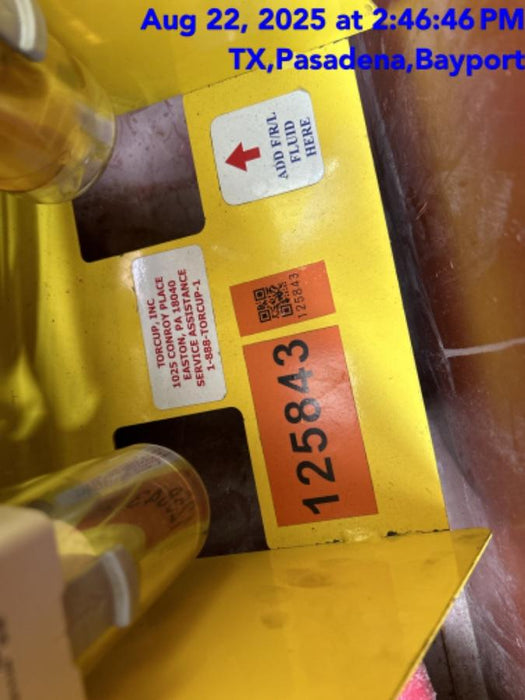 Aug 22, 2025 at 2:46:46 PM
TX,Pasadena,Bayport
ADD F/R/L
FLUID
HERE
TORCUP, INC
1025 CONROY PLACE
EASTON, PA 18040
SERVICE ASSISTANCE
1-888-TORCUP-1
125843
125843